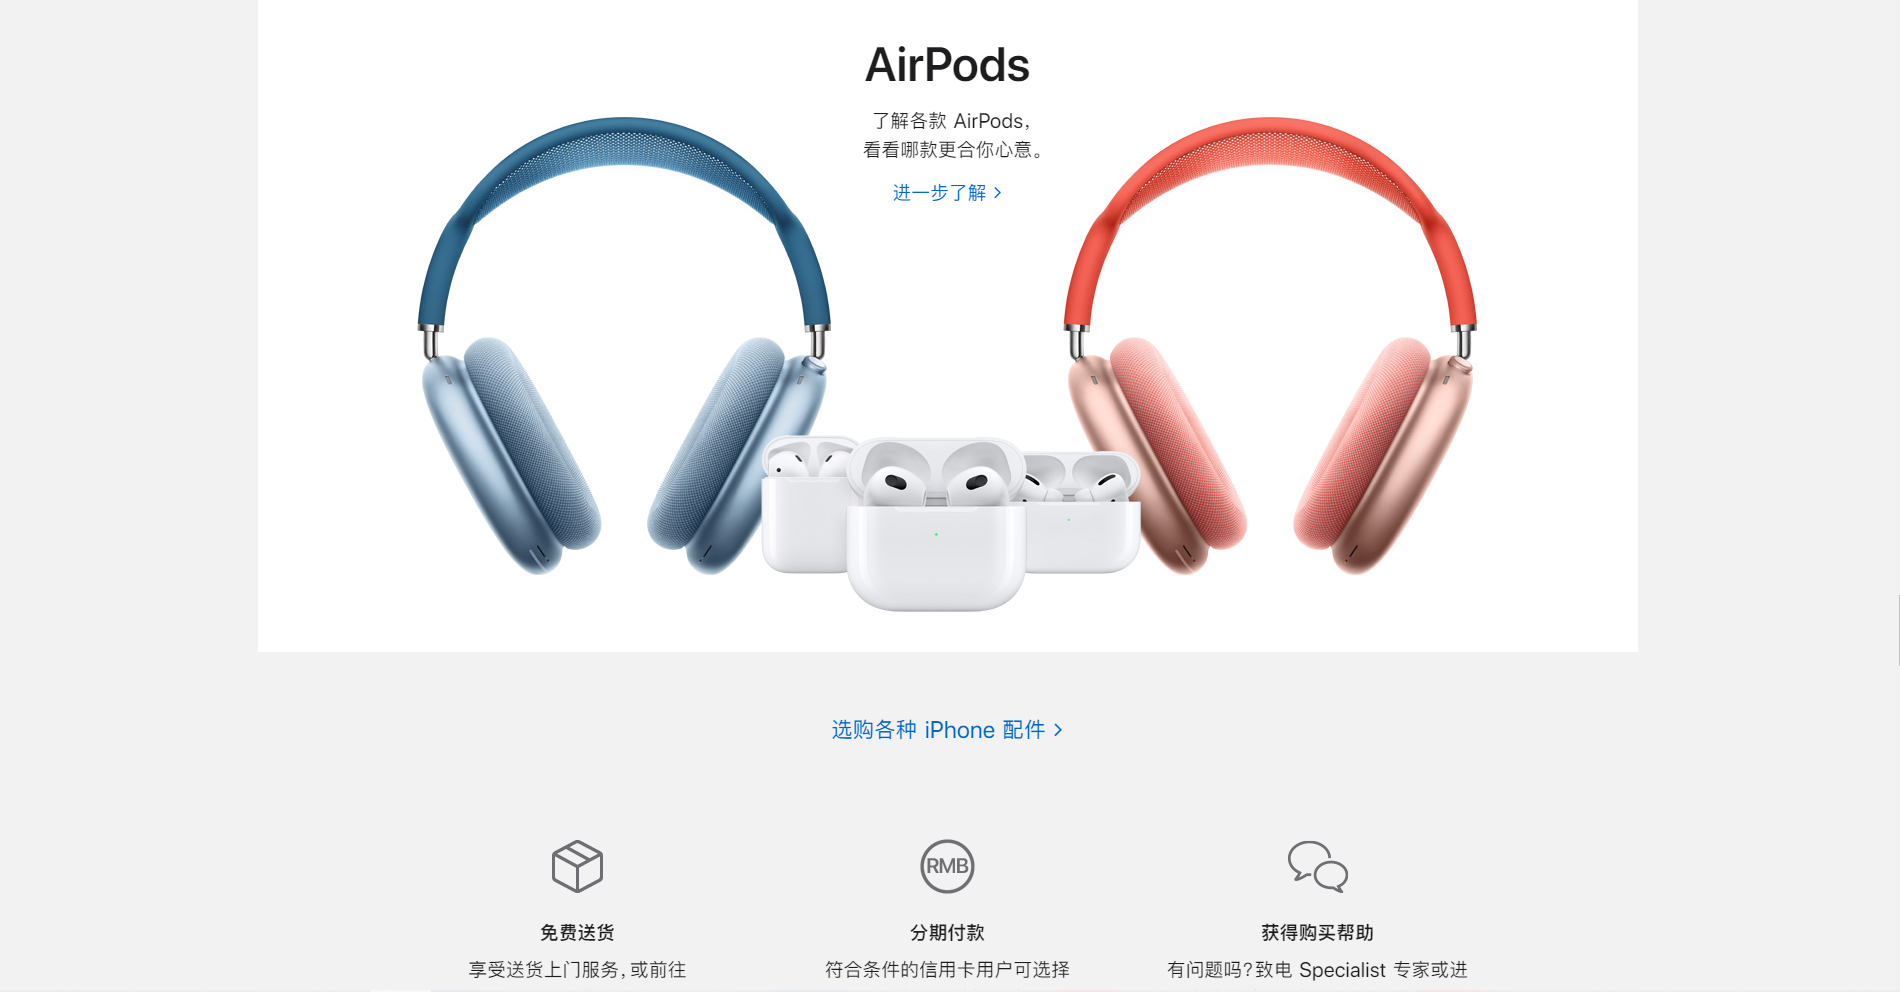 AirPods
了解各款 AirPods，
看看哪款更合你心意。
进一步了解 >
选购各种 iPhone 配件 >
RMB
免费送货
分期付款
获得购买帮助
享受送货上门服务，或前往
符合条件的信用卡用户可选择
有问题吗？致电 Specialist 专家或进